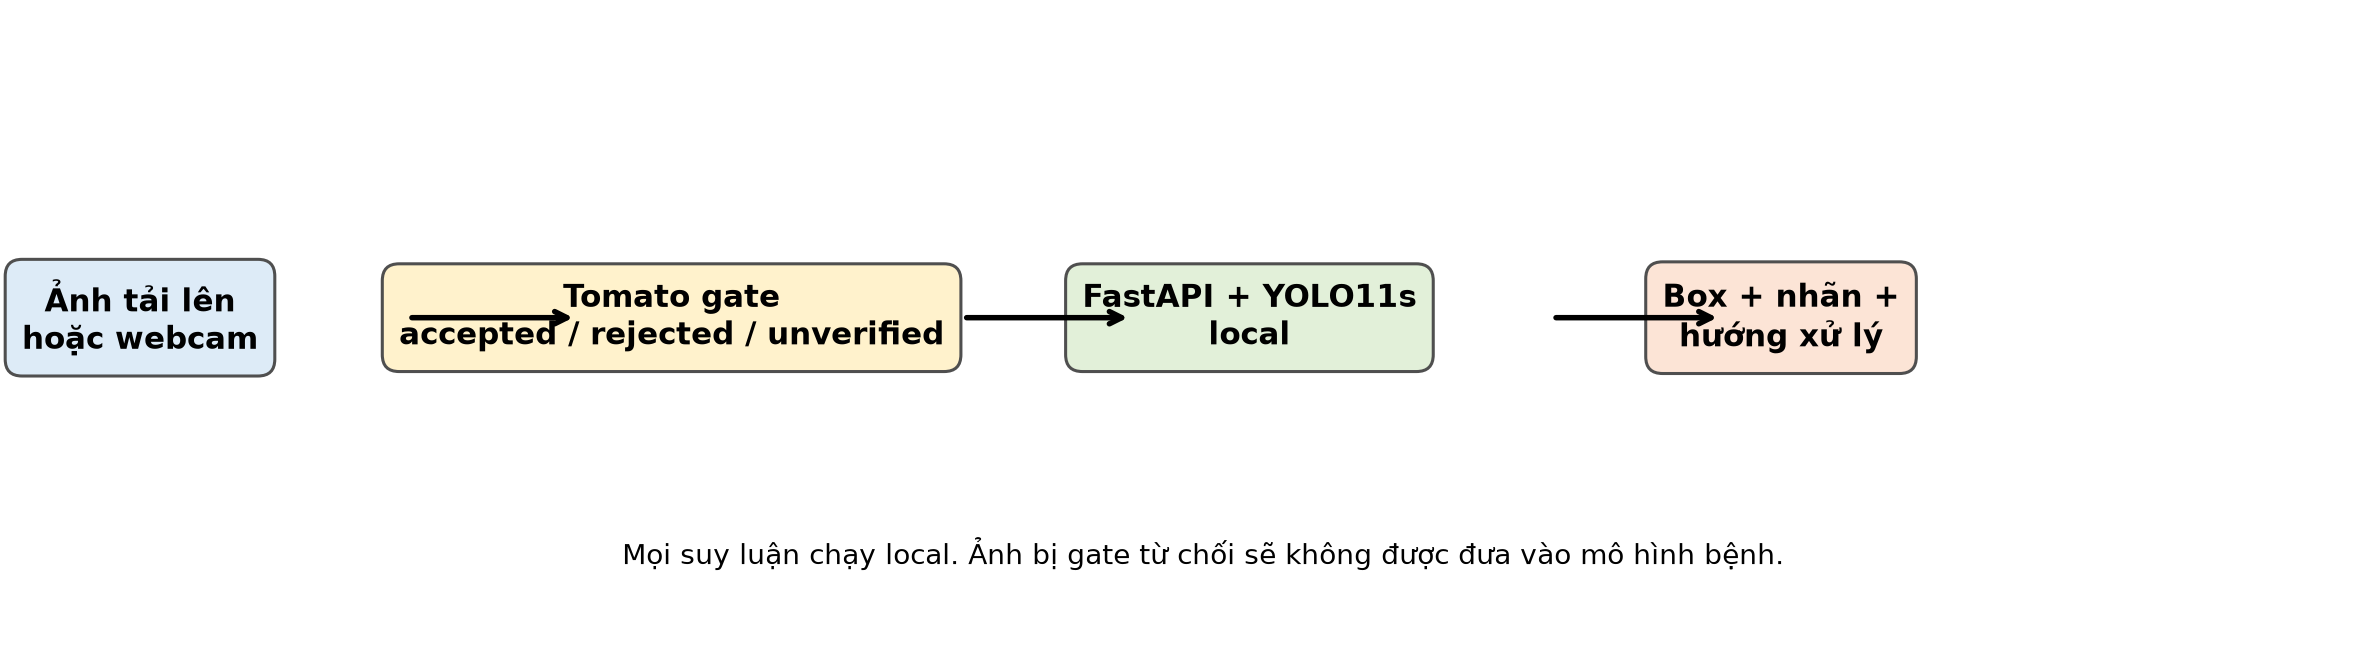 Ảnh tải lên
hoặc webcam
Tomato gate
accepted / rejected / unverified
FastAPI + YOLO11s
local
Box + nhãn +
hướng xử lý
Mọi suy luận chạy local. Ảnh bị gate từ chối sẽ không được đưa vào mô hình bệnh.